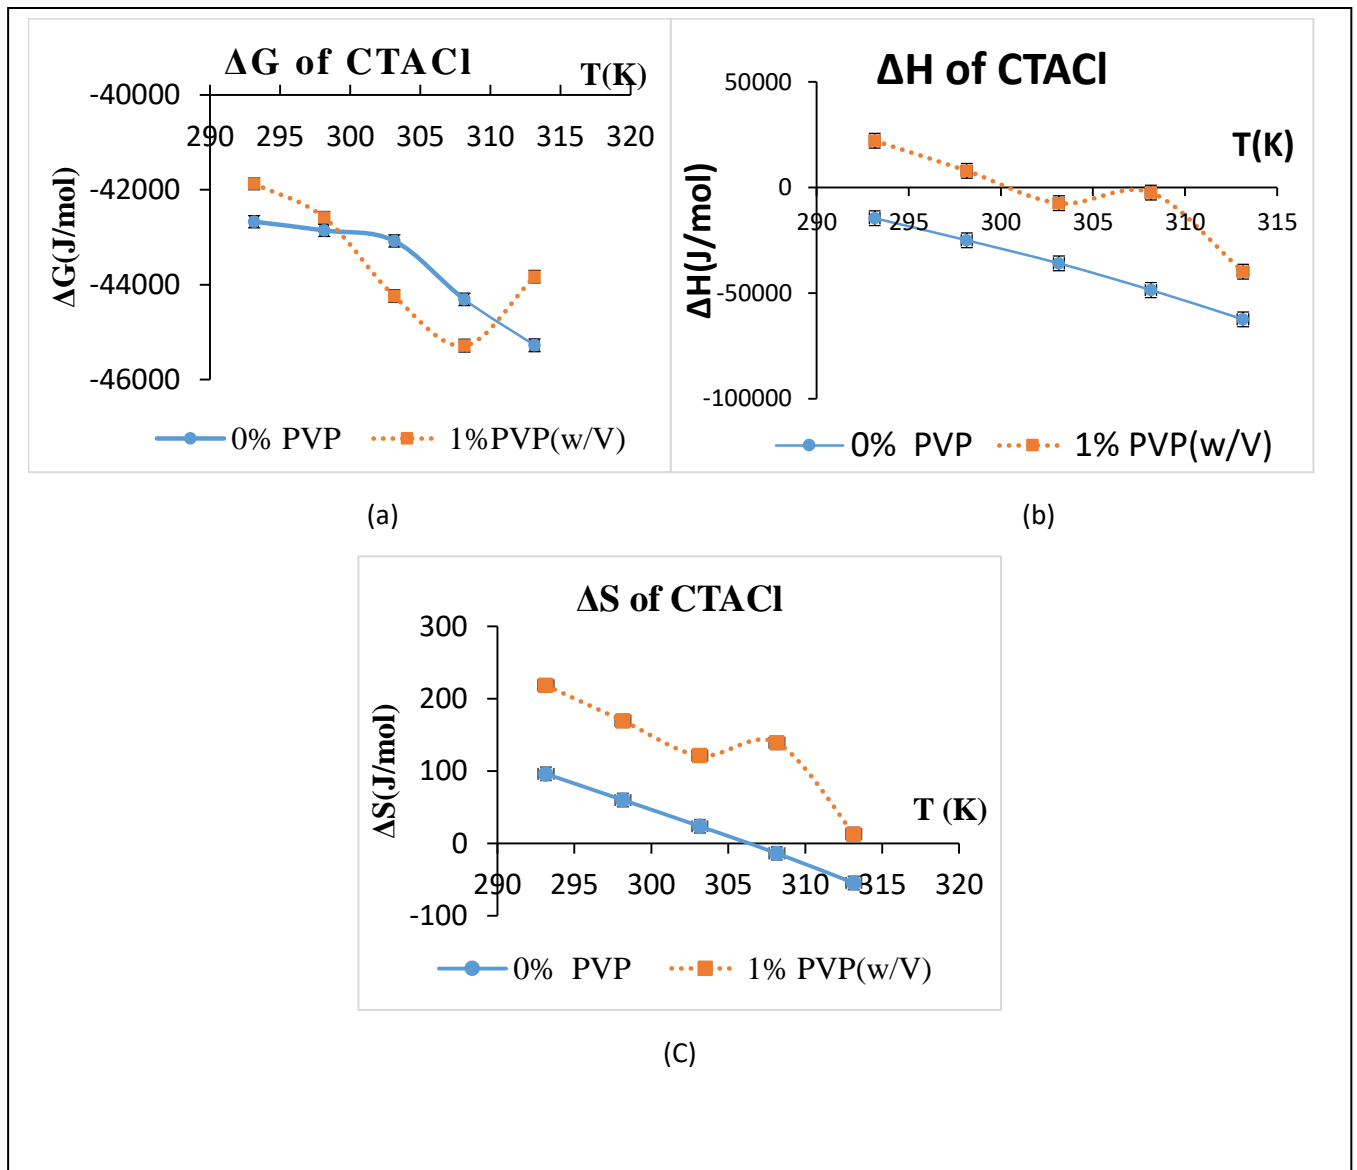 ΔG of CTACl
T(K)
-40000
290 295 300 305 310 315 320
-42000
-44000
-46000
ΔG(J/mol)
0% PVP 1%PVP(w/V)
(a)
ΔH of CTACl
50000
T(K)
0
290 295 300 305 310 315
-50000
-100000
ΔH(J/mol)
0% PVP 1% PVP(w/V)
(b)
ΔS of CTACl
300
200
100
T (K)
0
290 295 300 305 310 315 320
-100
ΔS(J/mol)
0% PVP 1% PVP(w/V)
(C)